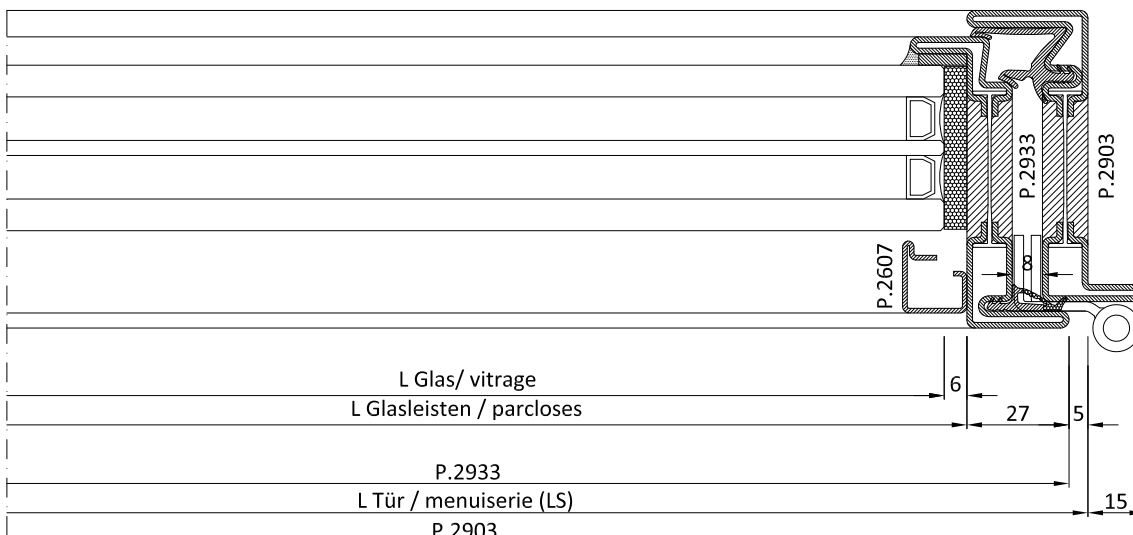 P.2933
P.2903
P.2607
8
L Glas/ vitrage
6
L Glasleisten / parcloses
27
5
P.2933
L Tür / menuiserie (LS)
15
P.2903